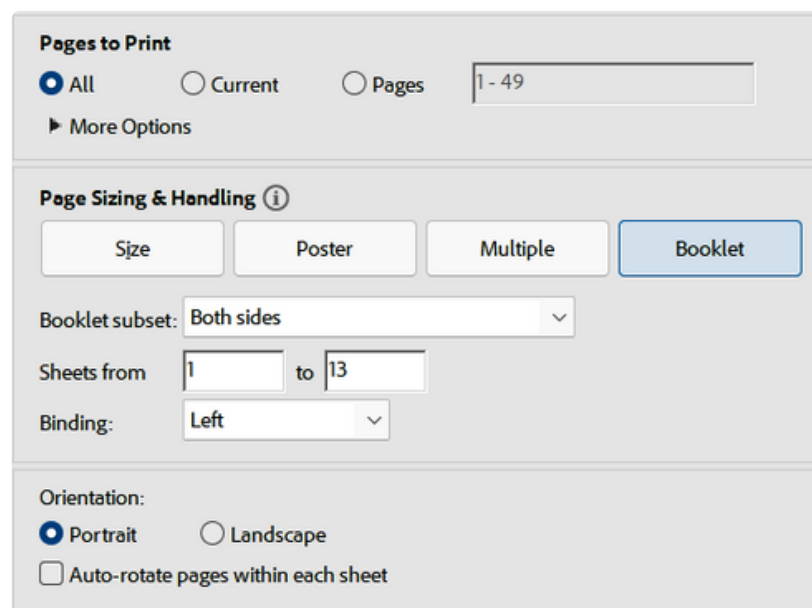 Pages to Print
All Current Pages 1 - 49
More Options
Page Sizing & Handling
Size Poster Multiple Booklet
Booklet subset: Both sides
Sheets from 1 to 13
Binding: Left
Orientation:
Portrait Landscape
Auto-rotate pages within each sheet